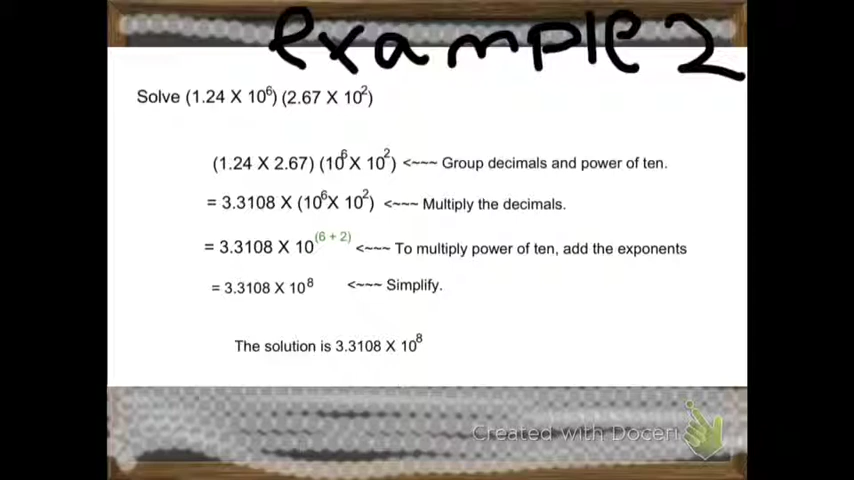 example 2
Solve (1.24 X 10⁶) (2.67 X 10²)
(1.24 X 2.67) (10⁶X 10²) <~~~ Group decimals and power of ten.
= 3.3108 X (10⁶X 10²) <~~~ Multiply the decimals.
= 3.3108 X 10⁽⁶ ⁺ ²⁾ <~~~ To multiply power of ten, add the exponents
= 3.3108 X 10⁸ <~~~ Simplify.
The solution is 3.3108 X 10⁸
Created with Doceri